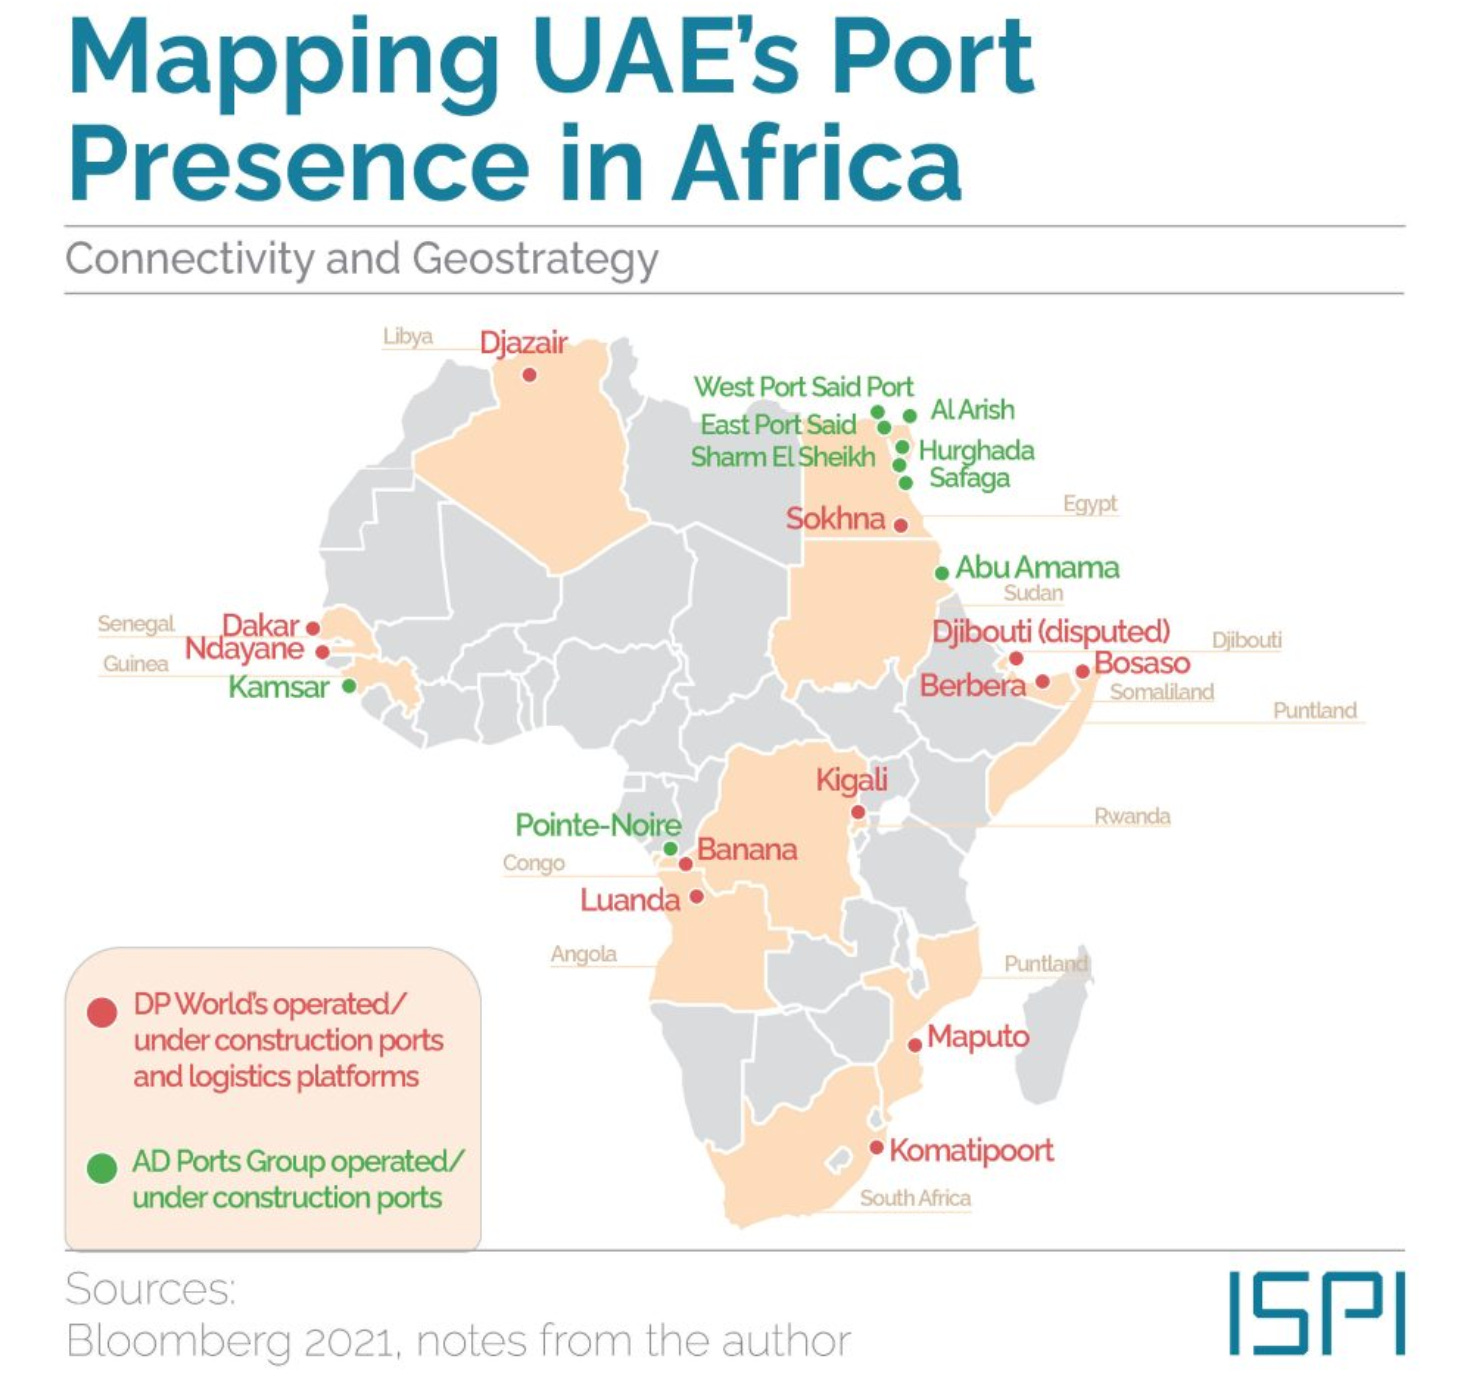 Mapping UAE's Port
Presence in Africa
Connectivity and Geostrategy
Libya
Djazair
West Port Said Port
Al Arish
East Port Said
Hurghada
Sharm El Sheikh
Safaga
Egypt
Sokhna
Abu Amama
Sudan
Senegal
Dakar
Djibouti (disputed)
Djibouti
Ndayane
Guinea
Bosaso
Kamsar
Berbera
Somaliland
Puntland
Kigali
Rwanda
Pointe-Noire
Banana
Congo
Luanda
Angola
Puntland
Maputo
Komatipoort
South Africa
DP World's operated/
under construction ports
and logistics platforms
AD Ports Group operated/
under construction ports
Sources:
Bloomberg 2021, notes from the author
ISPI